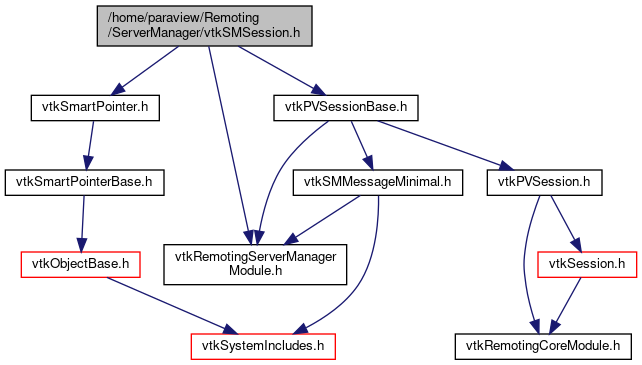 /home/paraview/Remoting
/ServerManager/vtkSMSession.h
vtkSmartPointer.h
vtkPVSessionBase.h
vtkSmartPointerBase.h
vtkSMMessageMinimal.h
vtkPVSession.h
vtkObjectBase.h
vtkRemotingServerManager
Module.h
vtkSession.h
vtkSystemIncludes.h
vtkRemotingCoreModule.h